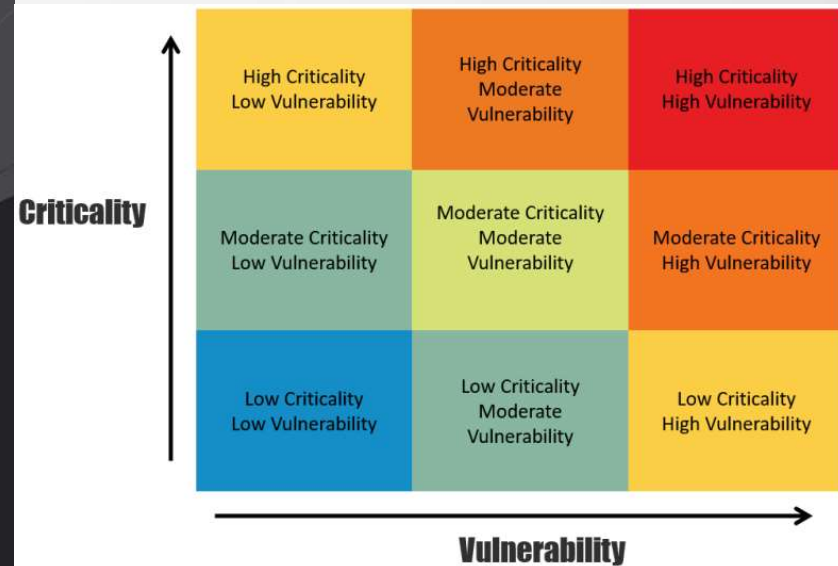 High Criticality
Low Vulnerability
High Criticality
Moderate
Vulnerability
High Criticality
High Vulnerability
Criticality
Moderate Criticality
Low Vulnerability
Moderate Criticality
Moderate
Vulnerability
Moderate Criticality
High Vulnerability
Low Criticality
Low Vulnerability
Low Criticality
Moderate
Vulnerability
Low Criticality
High Vulnerability
Vulnerability